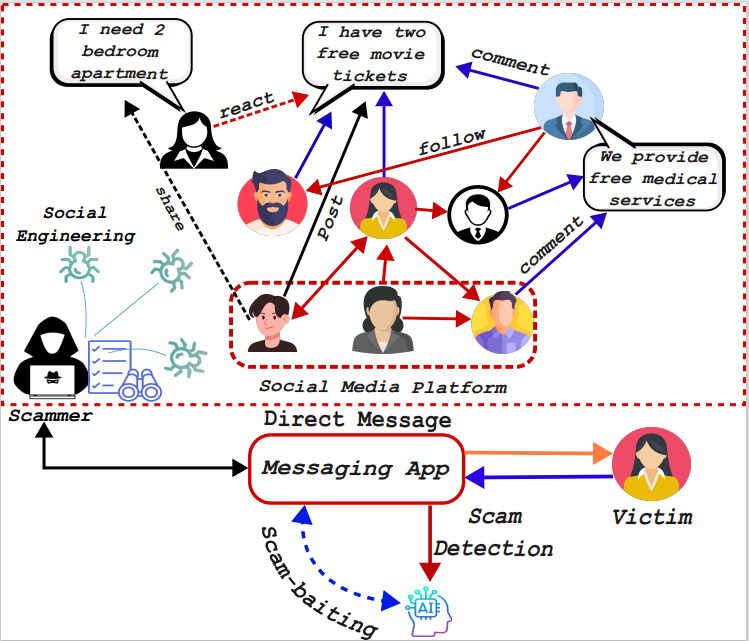 I need 2
bedroom
apartment
I have two
free movie
tickets
comment
react
follow
We provide
free medical
services
share
Post
Social
Engineering
comment
Social Media Platform
Scammer
Direct Message
Messaging App
Scam
Detection
Victim
Scam-baiting
AI